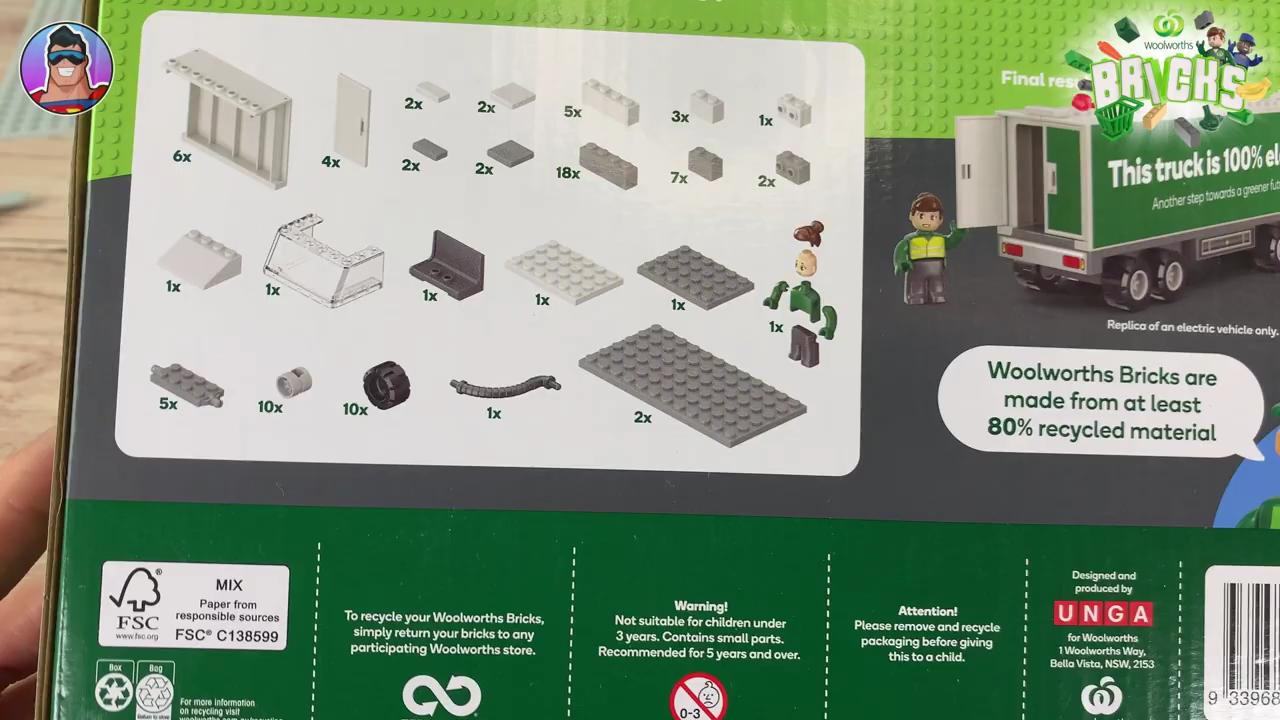 woolworths
BRICKS
Final
6x
4x
2x
2x
5x
3x
1x
2x
2x
18x
7x
2x
1x
1x
1x
1x
1x
1x
5x
10x
10x
1x
2x
This truck is 100%
Another step towards a greener
Replica of an electric vehicle only.
Woolworths Bricks are
made from at least
80% recycled material
FSC
www.fsc.org
MIX
Paper from
responsible sources
FSC® C138599
Box
Bag
For more information
on recycling visit
To recycle your Woolworths Bricks,
simply return your bricks to any
participating Woolworths store.
Warning!
Not suitable for children under
3 years. Contains small parts.
Recommended for 5 years and over.
0-3
Attention!
Please remove and recycle
packaging before giving
this to a child.
Designed and
produced by
UNGA
for Woolworths
1 Woolworths Way,
Bella Vista, NSW, 2153
9 33968